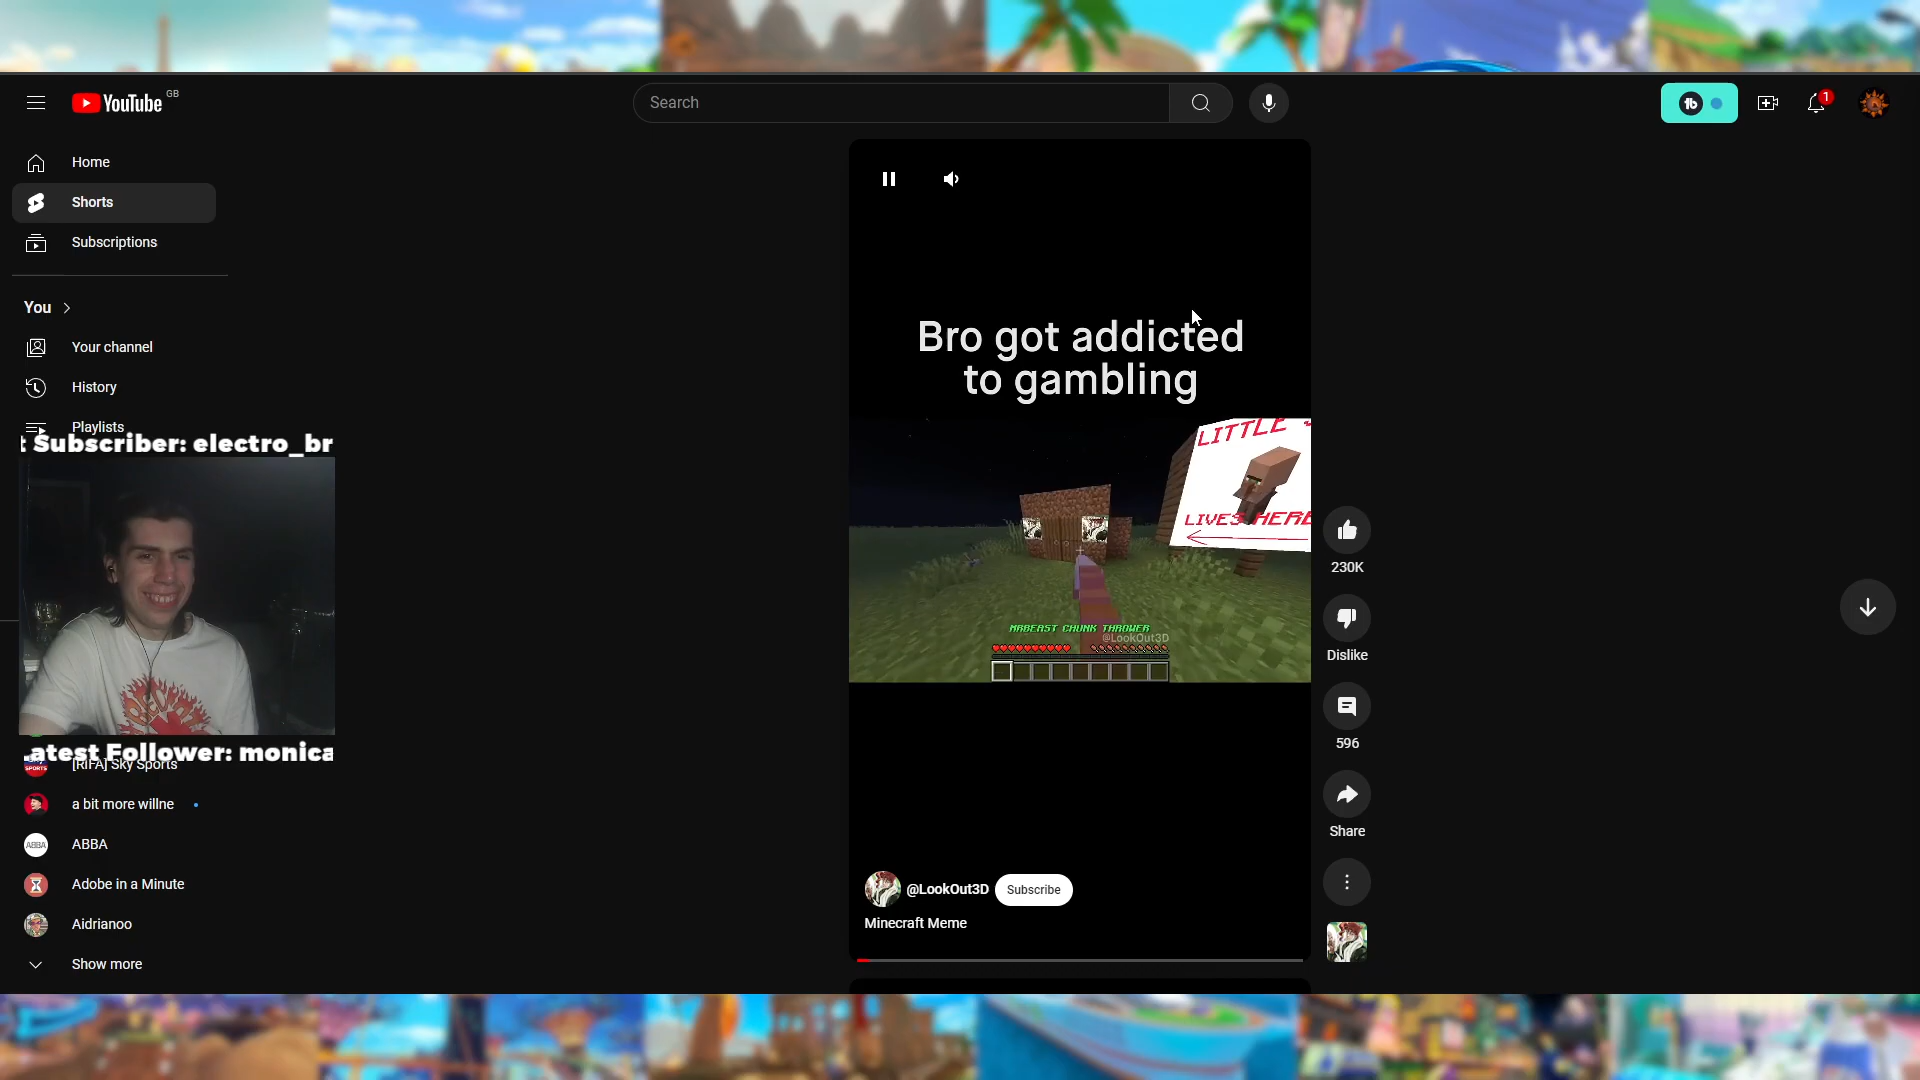 YouTube GB
Search
1
Home
Shorts
Subscriptions
You
Your channel
History
Playlists
t Subscriber: electro_br
atest Follower: monica
[RIFA] Sky Sports
a bit more willne
ABBA
Adobe in a Minute
Aidrianoo
Show more
Bro got addicted
to gambling
LITTLE
LIVES HERE
MRBEAST CHUNK THROWER
@LookOut3D
@LookOut3D
Subscribe
Minecraft Meme
230K
Dislike
596
Share